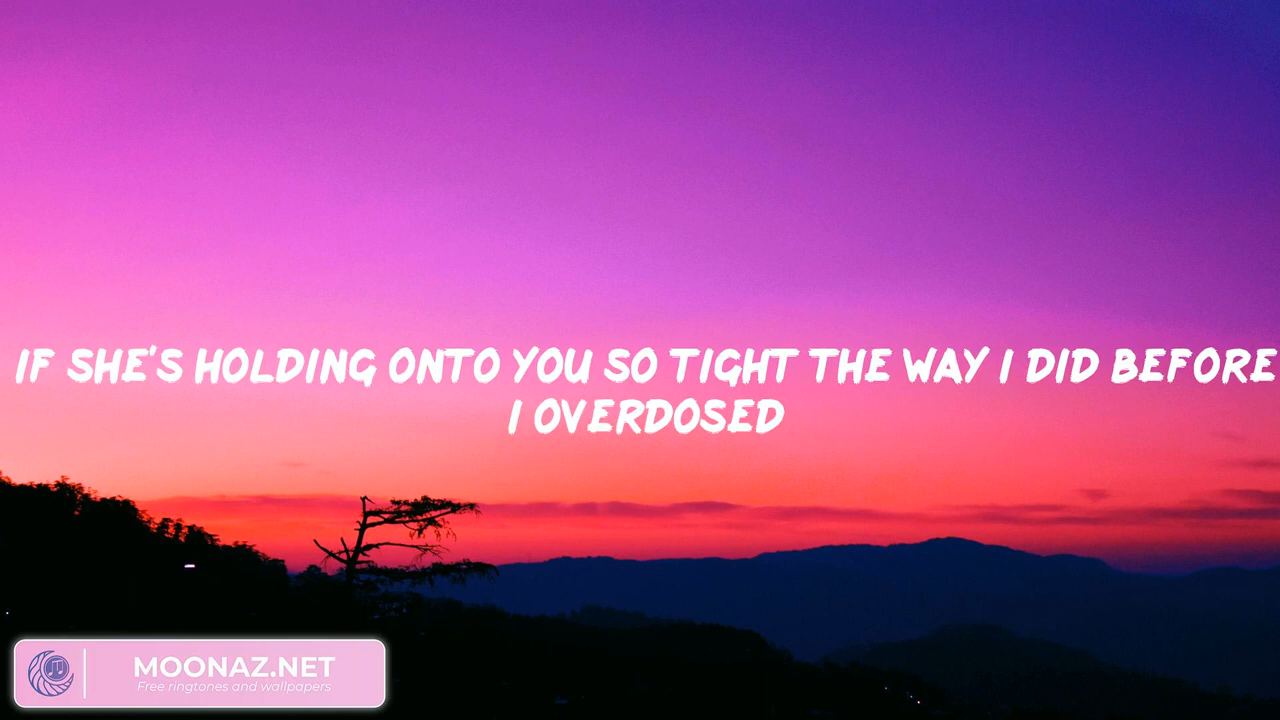 IF SHE'S HOLDING ONTO YOU SO TIGHT THE WAY I DID BEFORE
I OVERDOSED
MOONAZ.NET
Free ringtones and wallpapers